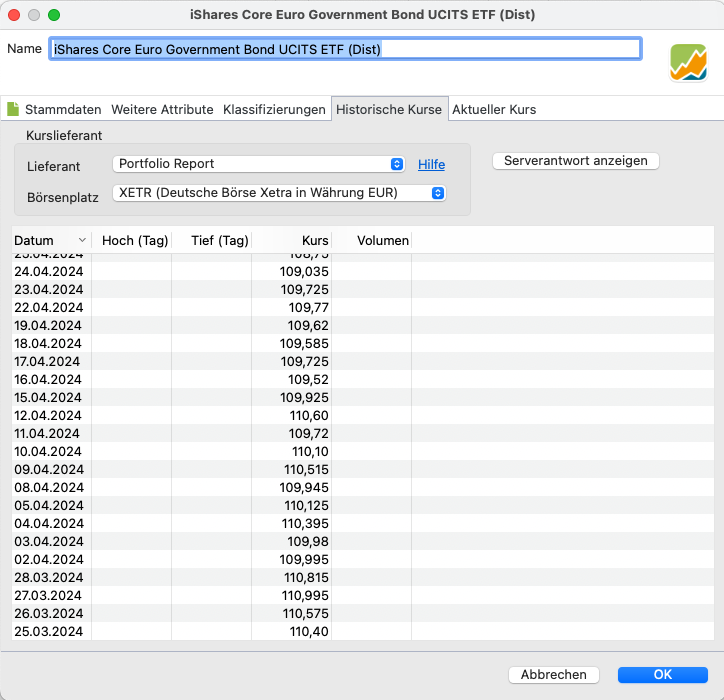 iShares Core Euro Government Bond UCITS ETF (Dist)
Name iShares Core Euro Government Bond UCITS ETF (Dist)
Stammdaten Weitere Attribute Klassifizierungen Historische Kurse Aktueller Kurs
Kurslieferant
Lieferant Portfolio Report Hilfe Serverantwort anzeigen
Börsenplatz XETR (Deutsche Börse Xetra in Währung EUR)
Datum Hoch (Tag) Tief (Tag) Kurs Volumen
25.04.2024 108,75
24.04.2024 109,035
23.04.2024 109,725
22.04.2024 109,77
19.04.2024 109,62
18.04.2024 109,585
17.04.2024 109,725
16.04.2024 109,52
15.04.2024 109,925
12.04.2024 110,60
11.04.2024 109,72
10.04.2024 110,10
09.04.2024 110,515
08.04.2024 109,945
05.04.2024 110,125
04.04.2024 110,395
03.04.2024 109,98
02.04.2024 109,995
28.03.2024 110,815
27.03.2024 110,995
26.03.2024 110,575
25.03.2024 110,40
Abbrechen OK